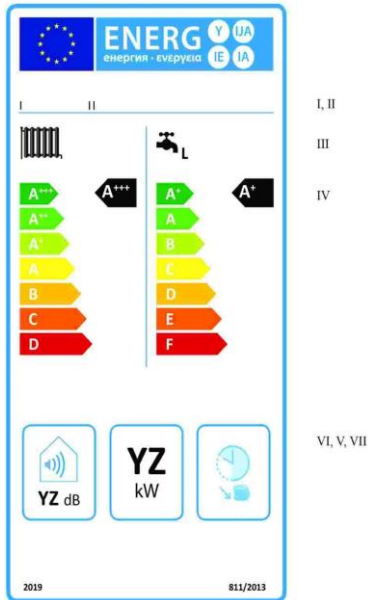 ENERG Y IJA
енергия · ενεργεια IE IA
I II
I, II
L
III
A+++ A+++ A+ A+
IV
A++ A
A+ B
A C
B D
C E
D F
VI, V, VII
YZ dB
YZ
kW
2019 811/2013